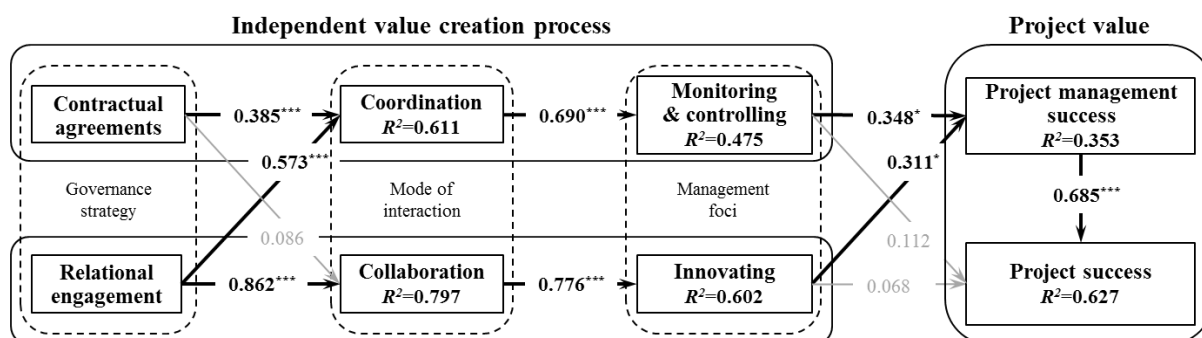 Independent value creation process
Project value
Contractual
agreements
0.385***
Coordination
R²=0.611
0.690***
Monitoring
& controlling
R²=0.475
0.348*
Project management
success
R²=0.353
0.573***
0.311*
Governance
strategy
Mode of
interaction
Management
foci
0.685***
0.086
0.112
Relational
engagement
0.862***
Collaboration
R²=0.797
0.776***
Innovating
R²=0.602
0.068
Project success
R²=0.627